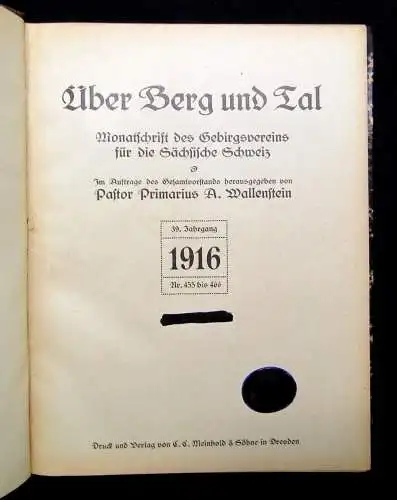 Über Berg und Tal
Monatschrift des Gebirgsvereins
für die Sächsische Schweiz
Im Auftrage des Gesamtvorstands herausgegeben von
Pastor Primarius A. Wallenstein
39. Jahrgang
1916
Nr. 455 bis 466
Druck und Verlag von C. C. Meinhold & Söhne in Dresden